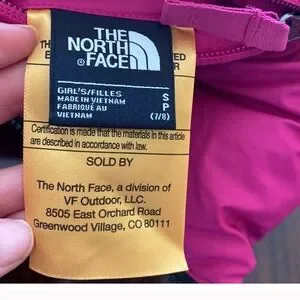 THE
NORTH
FACE
®
GIRL'S/FILLES
MADE IN VIETNAM
FABRIQUÉ AU
VIETNAM
S
P
(7/8)
Certification is made that the materials in this article
are described in accordance with law.
SOLD BY
The North Face, a division of
VF Outdoor, LLC.
8505 East Orchard Road
Greenwood Village, CO 80111